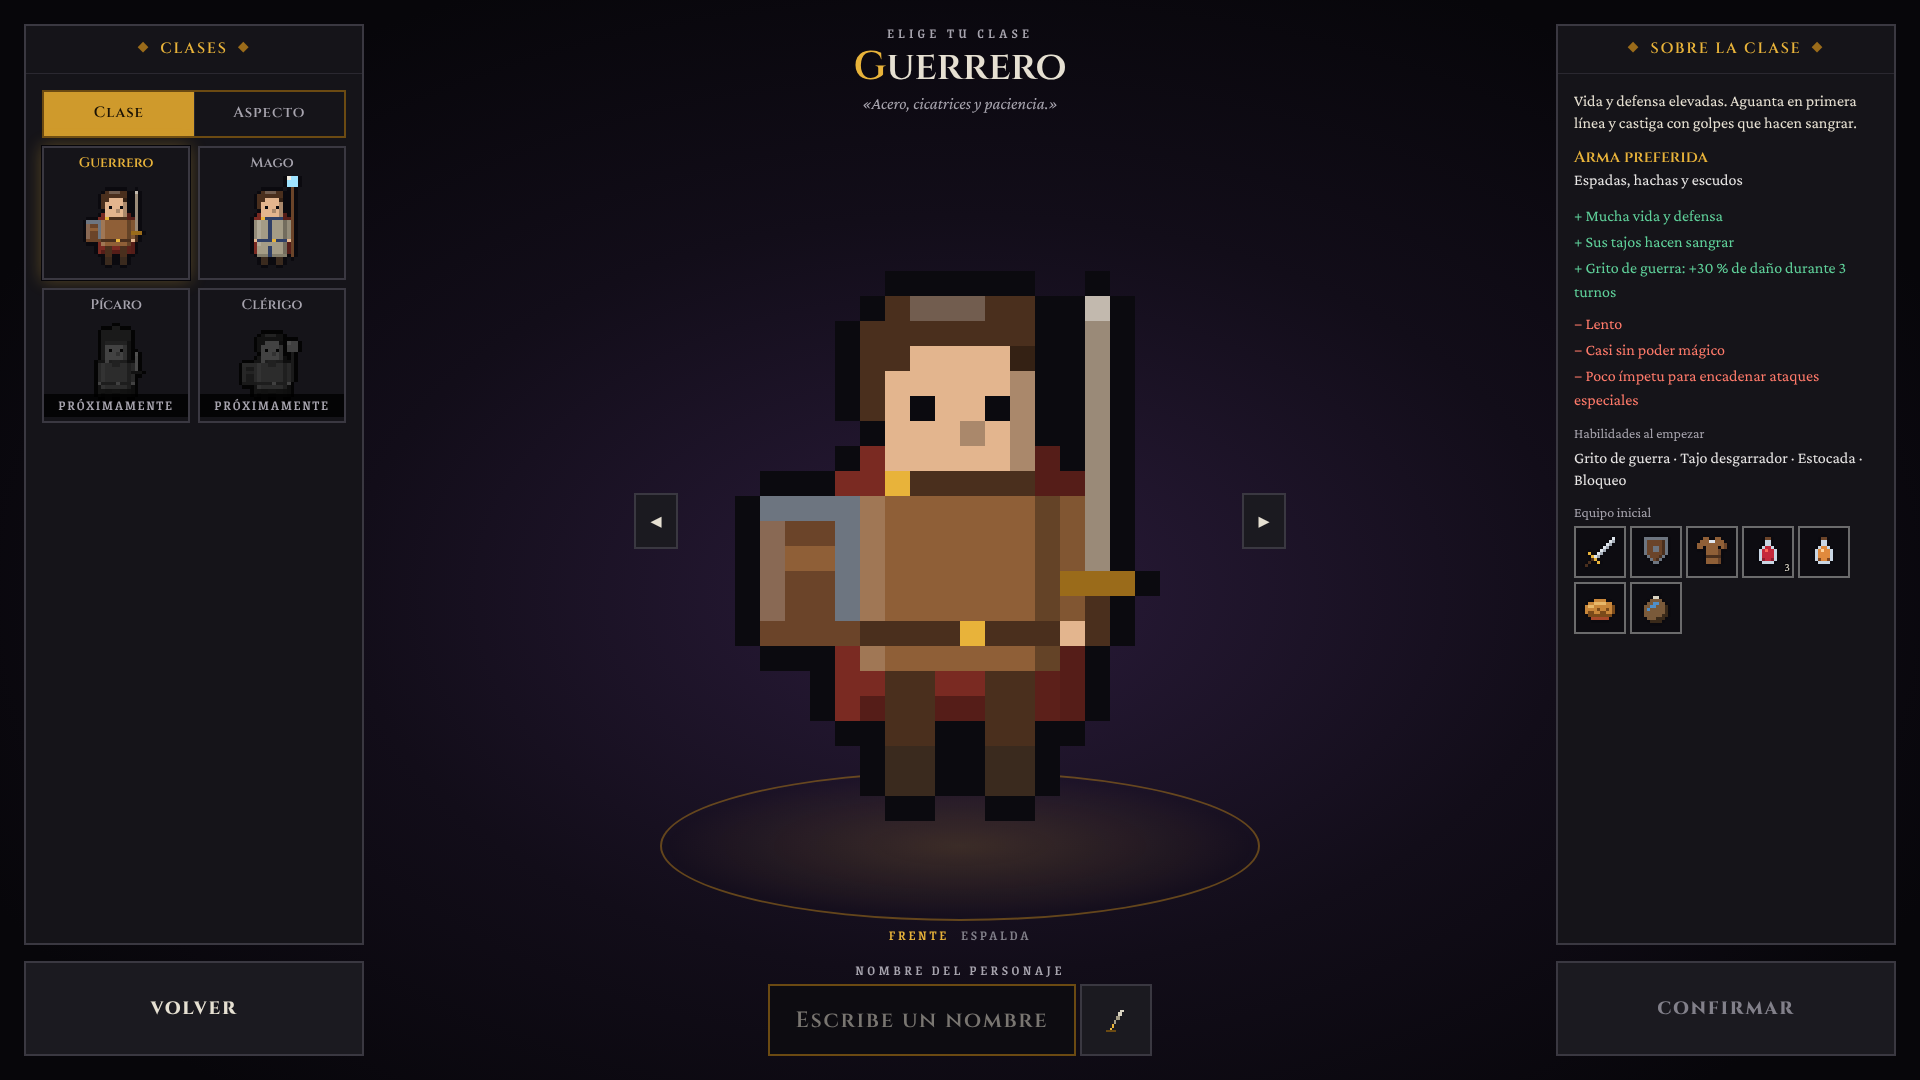 CLASES
CLASE
ASPECTO
GUERRERO
MAGO
PÍCARO
CLÉRIGO
PRÓXIMAMENTE
PRÓXIMAMENTE
VOLVER
ELIGE TU CLASE
GUERRERO
«Acero, cicatrices y paciencia.»
◄
►
FRENTE ESPALDA
NOMBRE DEL PERSONAJE
ESCRIBE UN NOMBRE
SOBRE LA CLASE
Vida y defensa elevadas. Aguanta en primera
línea y castiga con golpes que hacen sangrar.
ARMA PREFERIDA
Espadas, hachas y escudos
+ Mucha vida y defensa
+ Sus tajos hacen sangrar
+ Grito de guerra: +30 % de daño durante 3
turnos
– Lento
– Casi sin poder mágico
– Poco ímpetu para encadenar ataques
especiales
Habilidades al empezar
Grito de guerra · Tajo desgarrador · Estocada ·
Bloqueo
Equipo inicial
3
CONFIRMAR